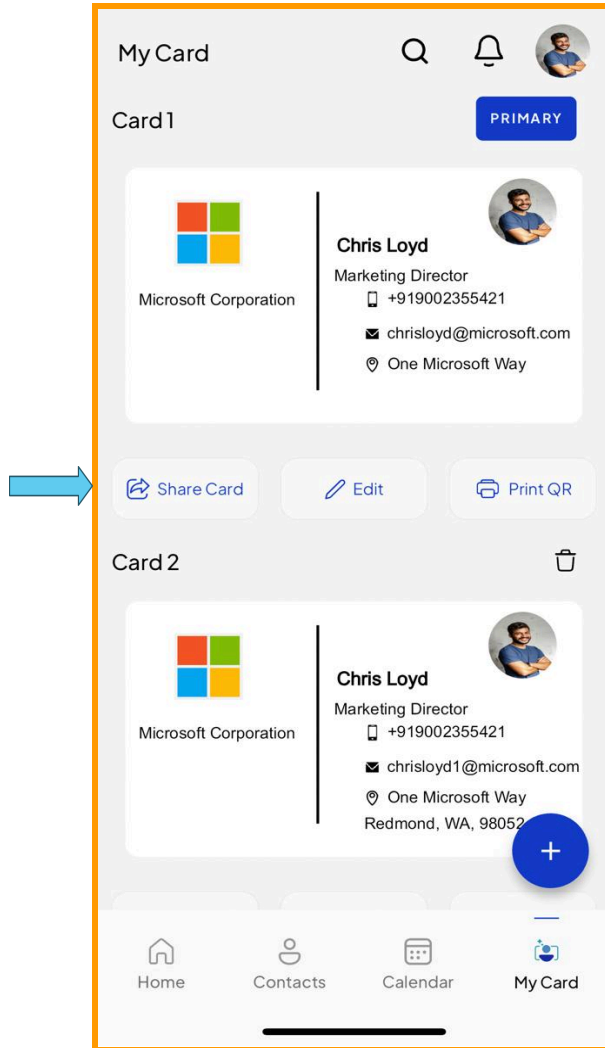 My Card
Card 1
PRIMARY
Microsoft Corporation
Chris Loyd
Marketing Director
+919002355421
chrisloyd@microsoft.com
One Microsoft Way
Share Card
Edit
Print QR
Card 2
Microsoft Corporation
Chris Loyd
Marketing Director
+919002355421
chrisloyd1@microsoft.com
One Microsoft Way
Redmond, WA, 98052
+
Home
Contacts
Calendar
My Card